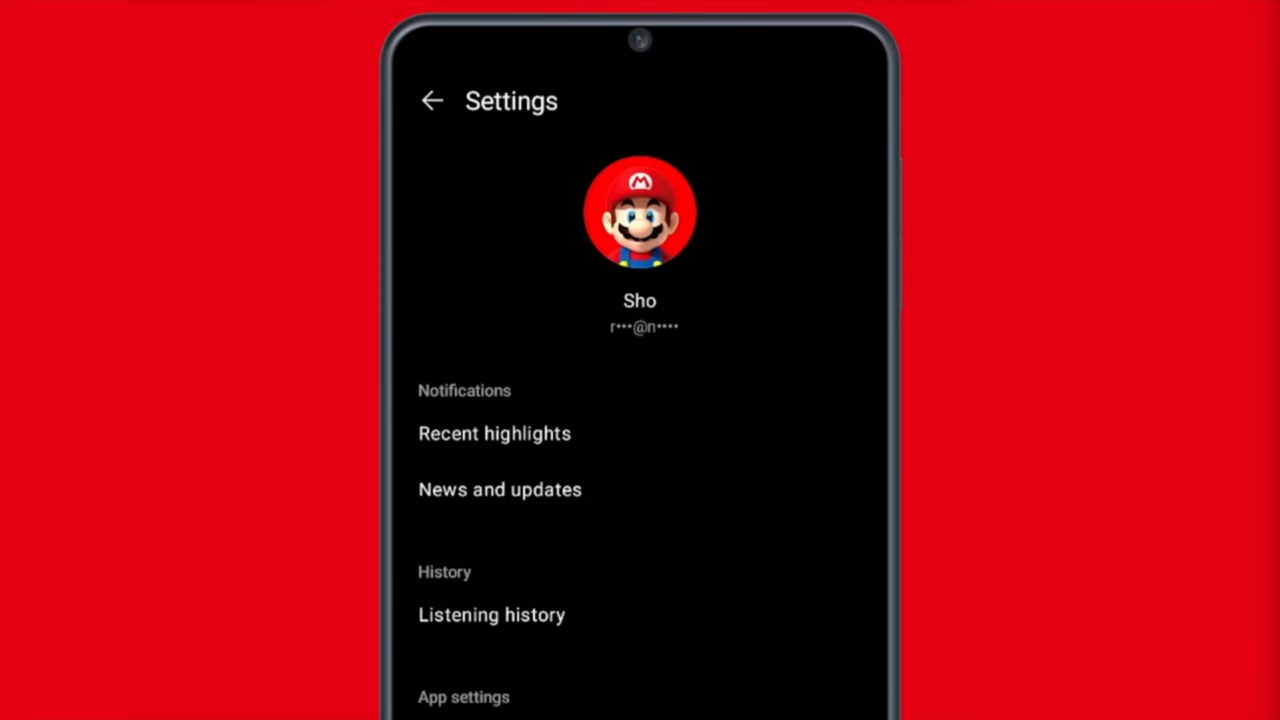 Settings
M
Sho
r•••@n••••
Notifications
Recent highlights
News and updates
History
Listening history
App settings